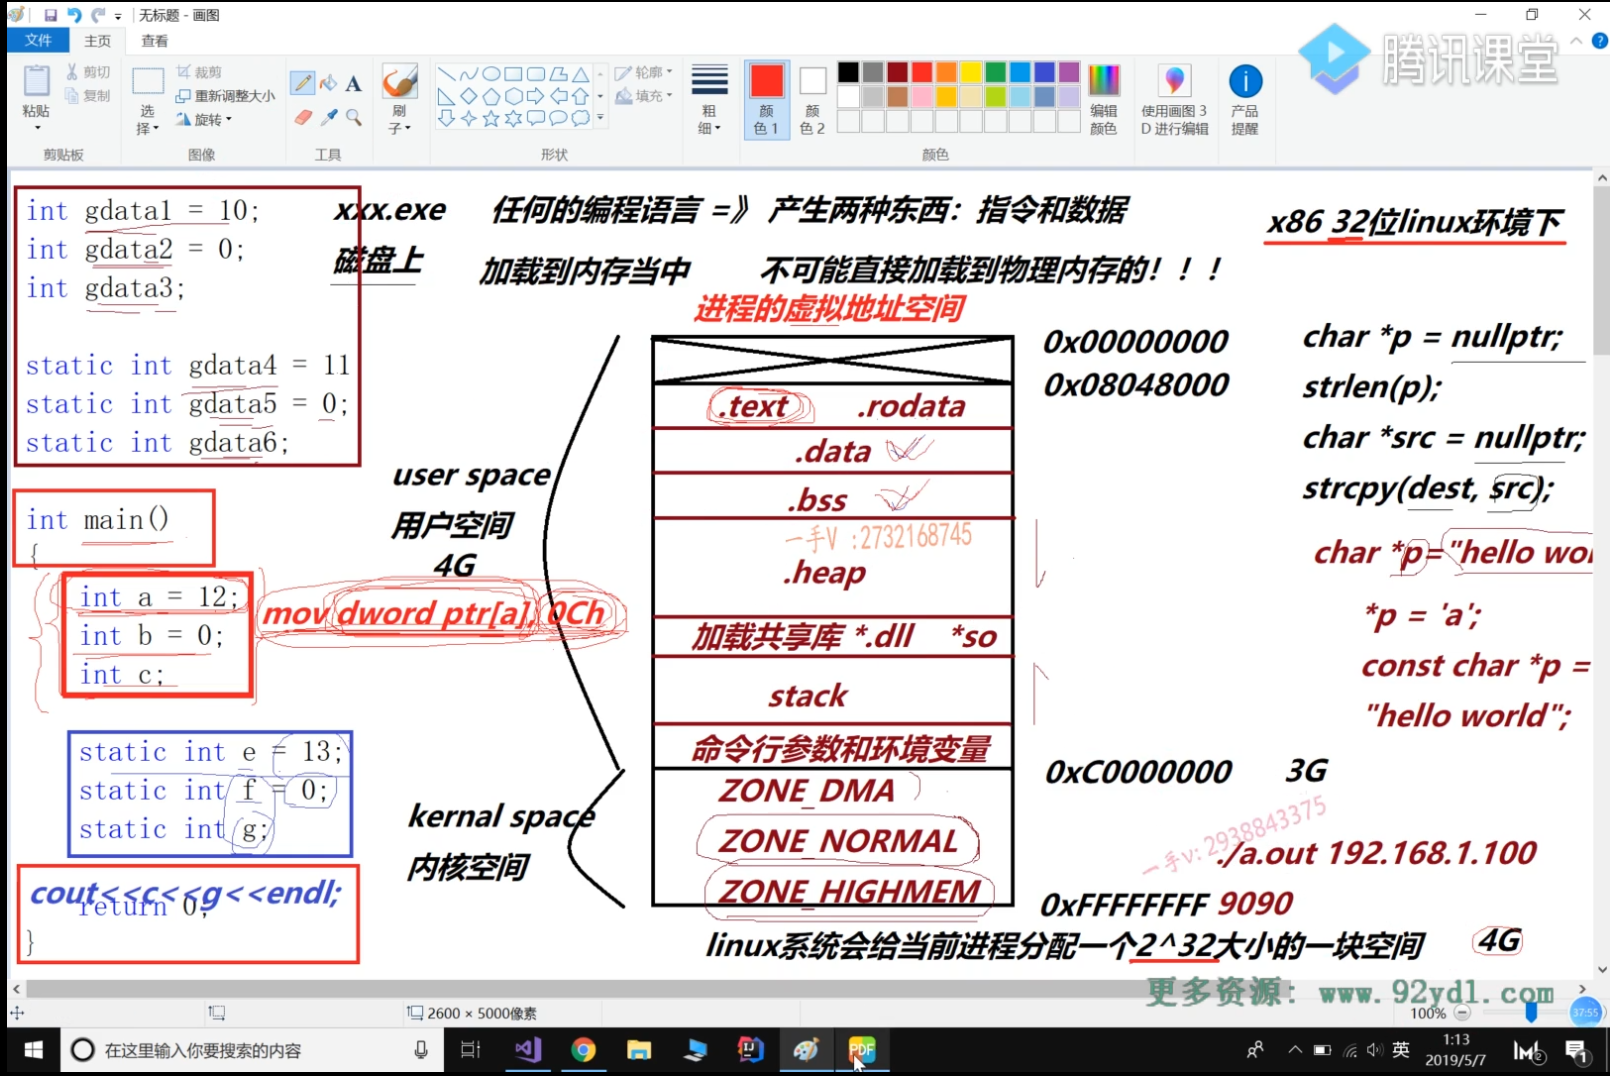 无标题 - 画图
文件 主页 查看
腾讯课堂
粘贴 剪切 复制 剪贴板
选择 裁剪 重新调整大小 旋转 图像
A 工具
刷子
轮廓 填充 形状
粗细
颜色 1 颜色 2 编辑颜色 颜色
使用画图 3D 进行编辑
产品提醒
int gdata1 = 10;
int gdata2 = 0;
int gdata3;
static int gdata4 = 11
static int gdata5 = 0;
static int gdata6;
int main()
{
int a = 12;
int b = 0;
int c;
mov dword ptr[a], 0Ch
static int e = 13;
static int f = 0;
static int g;
cout<<c<<g<<endl;
return 0;
}
xxx.exe 任何的编程语言 =》 产生两种东西：指令和数据
磁盘上 加载到内存当中 不可能直接加载到物理内存的！！！
x86 32位linux环境下
进程的虚拟地址空间
0x00000000
0x08048000
.text .rodata
.data
.bss
一手V :2732168745
.heap
加载共享库 *.dll *so
stack
命令行参数和环境变量
ZONE_DMA
ZONE_NORMAL
ZONE_HIGHMEM
user space
用户空间
4G
kernal space
内核空间
0xC0000000 3G
0xFFFFFFFF 9090
linux系统会给当前进程分配一个2^32大小的一块空间 4G
char *p = nullptr;
strlen(p);
char *src = nullptr;
strcpy(dest, src);
char *p="hello wor
*p = 'a';
const char *p =
"hello world";
一手v: 2938843375
./a.out 192.168.1.100
更多资源：www.92ydl.com
2600 × 5000像素
100%
37:55
在这里输入你要搜索的内容
PDF
英
1:13
2019/5/7
1